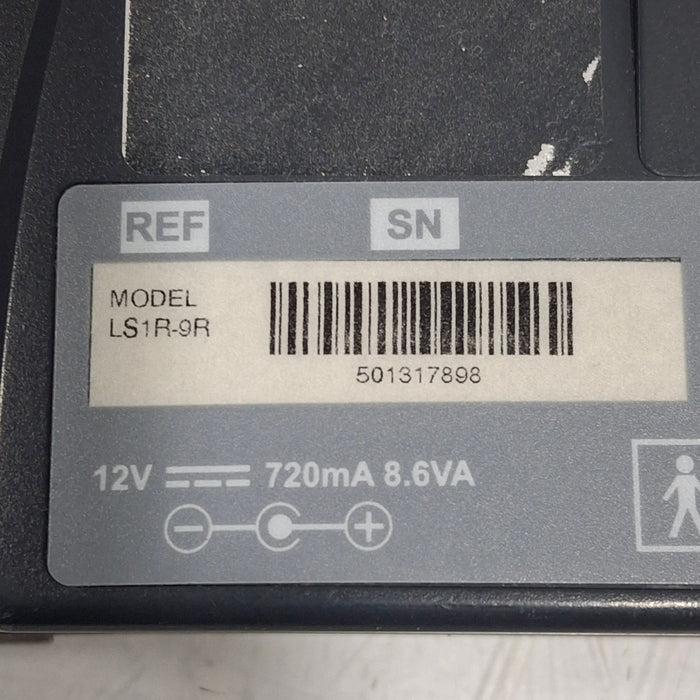 REF SN
MODEL
LS1R-9R
501317898
12V 720mA 8.6VA